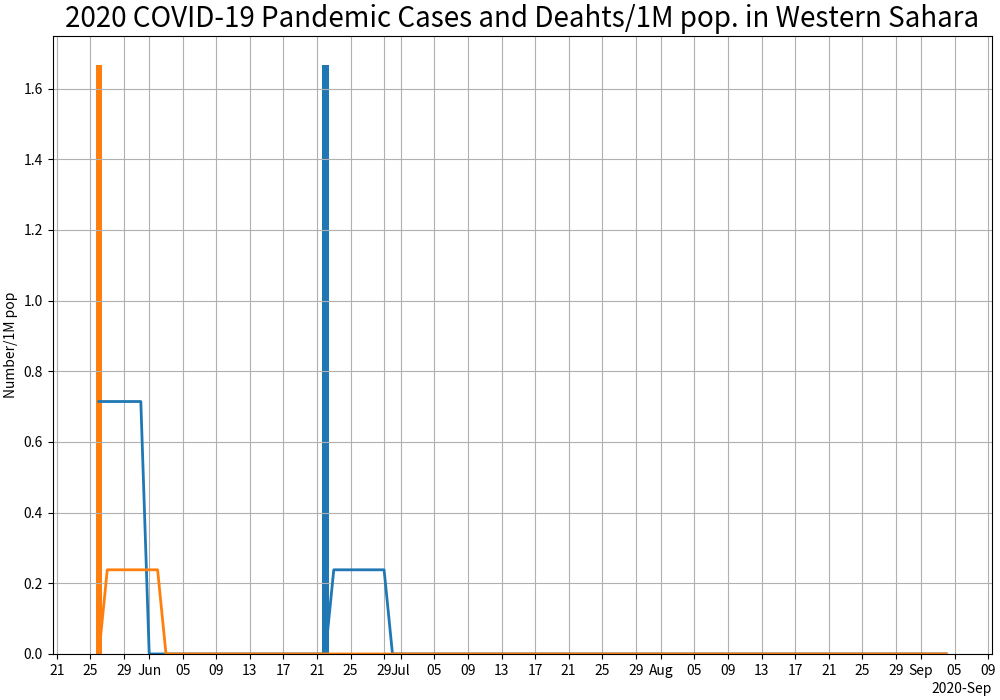 2020 COVID-19 Pandemic Cases and Deahts/1M pop. in Western Sahara
1.6
1.4
1.2
1.0
0.8
0.6
0.4
0.2
0.0
Number/1M pop
21 25 29 Jun 05 09 13 17 21 25 29 Jul 05 09 13 17 21 25 29 Aug 05 09 13 17 21 25 29 Sep 05 09
2020-Sep